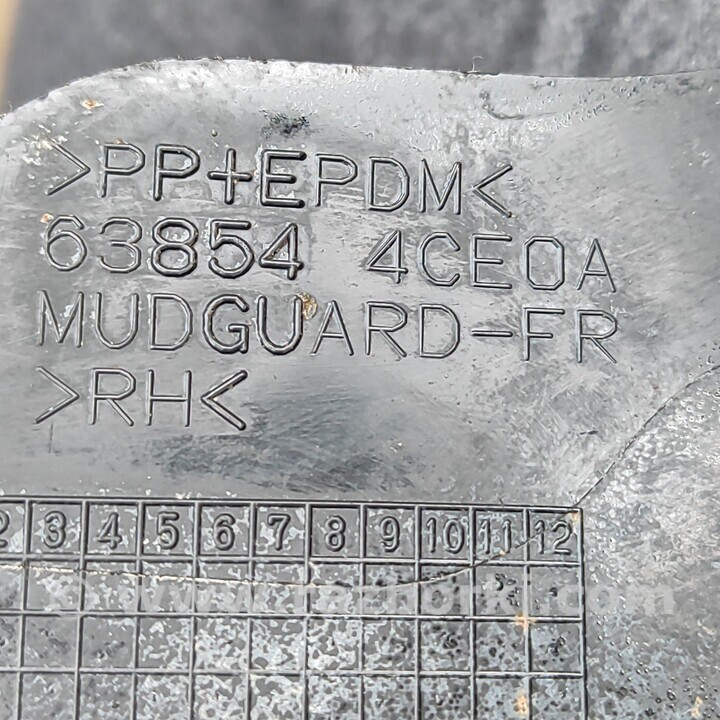 >PP+EPDM<
63854 4CE0A
MUDGUARD-FR
>RH<
2 3 4 5 6 7 8 9 10 11 12